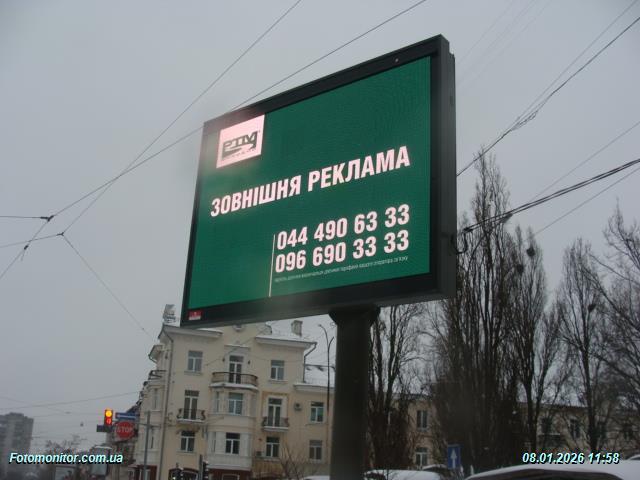 РТМ
ЗОВНІШНЯ РЕКЛАМА
044 490 63 33
096 690 33 33
STOP
Fotomonitor.com.ua
08.01.2026 11:58